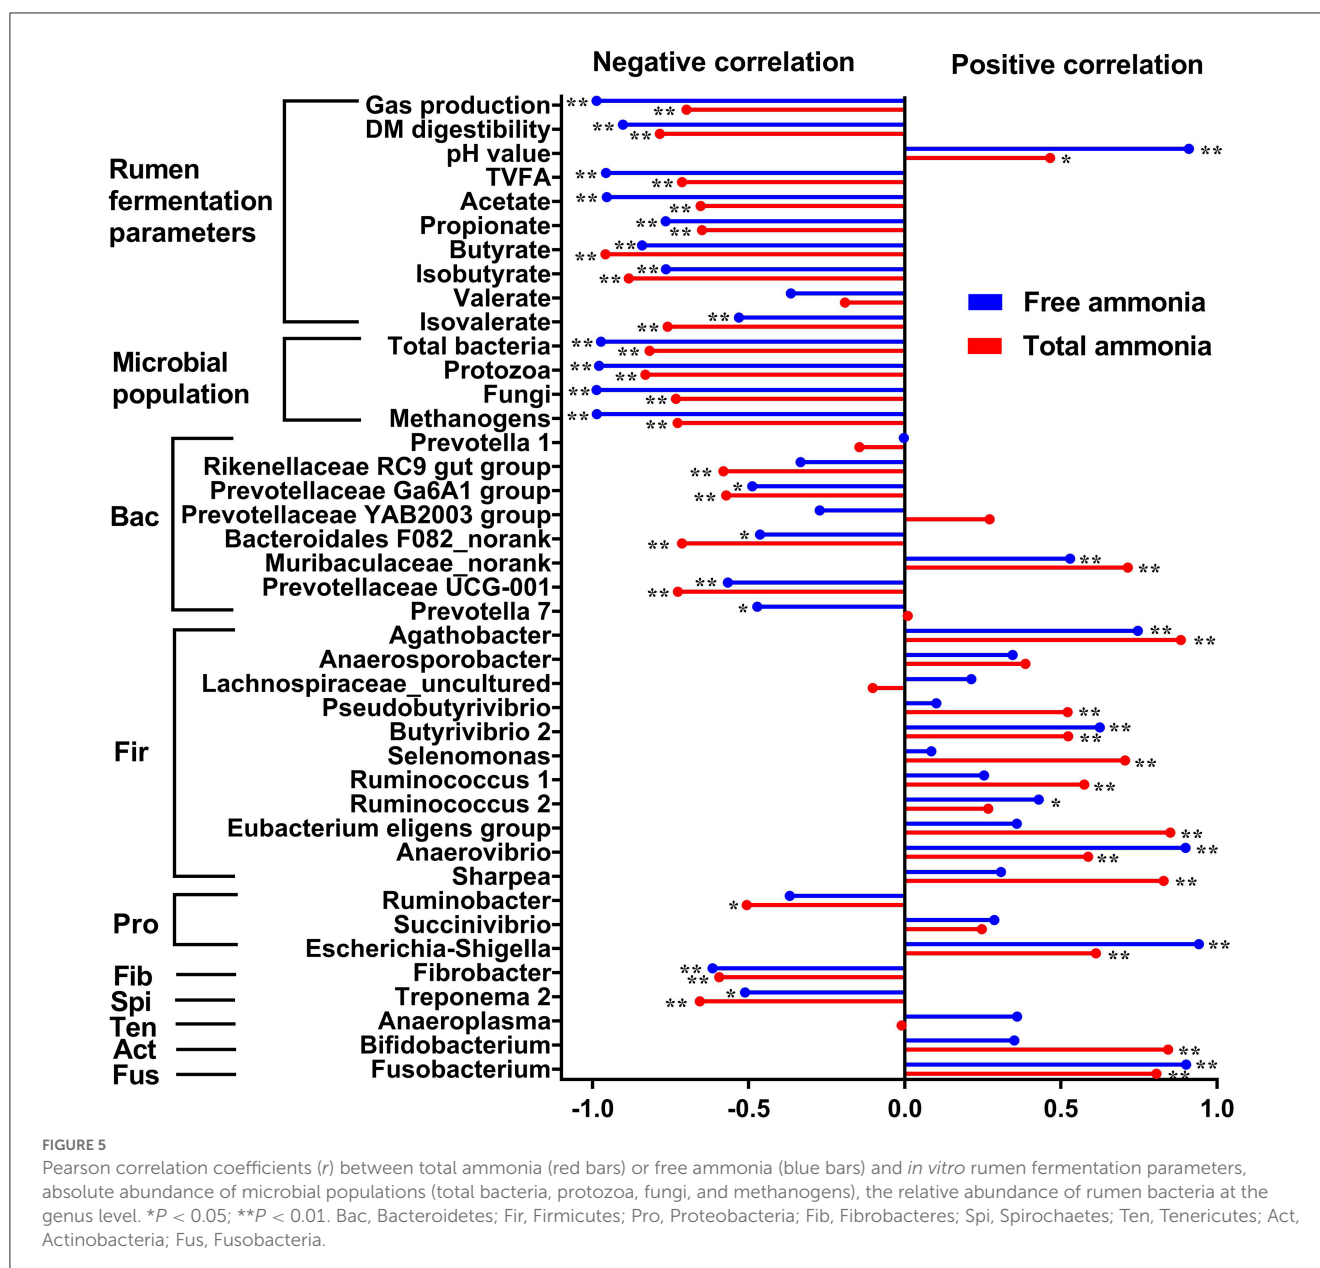 Negative correlation
Positive correlation
Rumen
fermentation
parameters
Gas production
**
**
DM digestibility
**
**
pH value
**
*
TVFA
**
**
Acetate
**
**
Propionate
**
**
Butyrate
**
**
Isobutyrate
**
**
Valerate
Isovalerate
**
**
Free ammonia
Total ammonia
Microbial
population
Total bacteria
**
**
Protozoa
**
**
Fungi
**
**
Methanogens
**
**
Bac
Prevotella 1
Rikenellaceae RC9 gut group
**
Prevotellaceae Ga6A1 group
*
**
Prevotellaceae YAB2003 group
Bacteroidales F082_norank
*
**
Muribaculaceae_norank
**
**
Prevotellaceae UCG-001
**
**
Prevotella 7
*
Fir
Agathobacter
**
**
Anaerosporobacter
Lachnospiraceae_uncultured
Pseudobutyrivibrio
**
Butyrivibrio 2
**
**
Selenomonas
**
Ruminococcus 1
**
Ruminococcus 2
*
Eubacterium eligens group
**
Anaerovibrio
**
**
Sharpea
**
Pro
Ruminobacter
*
Succinivibrio
Escherichia-Shigella
**
**
Fib
Fibrobacter
**
**
Spi
Treponema 2
*
**
Ten
Anaeroplasma
Act
Bifidobacterium
**
Fus
Fusobacterium
**
**
-1.0 -0.5 0.0 0.5 1.0
FIGURE 5
Pearson correlation coefficients (r) between total ammonia (red bars) or free ammonia (blue bars) and in vitro rumen fermentation parameters,
absolute abundance of microbial populations (total bacteria, protozoa, fungi, and methanogens), the relative abundance of rumen bacteria at the
genus level. *P < 0.05; **P < 0.01. Bac, Bacteroidetes; Fir, Firmicutes; Pro, Proteobacteria; Fib, Fibrobacteres; Spi, Spirochaetes; Ten, Tenericutes; Act,
Actinobacteria; Fus, Fusobacteria.